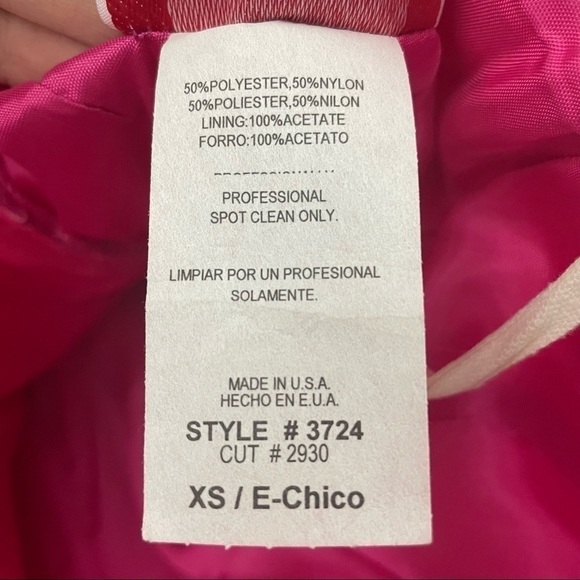 50%POLYESTER,50%NYLON
50%POLIESTER,50%NILON
LINING:100%ACETATE
FORRO:100%ACETATO
PROFESSIONAL
SPOT CLEAN ONLY.
LIMPIAR POR UN PROFESIONAL
SOLAMENTE.
MADE IN U.S.A.
HECHO EN E.U.A.
STYLE # 3724
CUT # 2930
XS / E-Chico